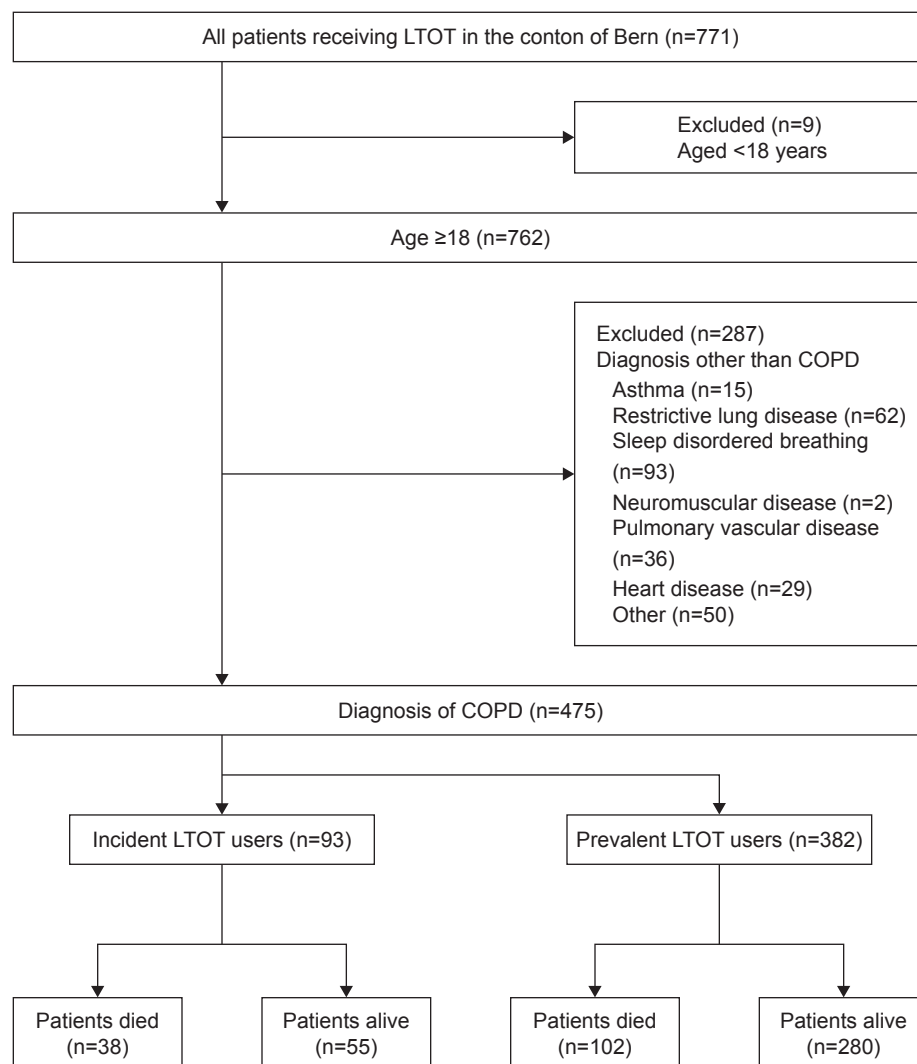 All patients receiving LTOT in the conton of Bern (n=771)
Excluded (n=9)
Aged <18 years
Age ≥18 (n=762)
Excluded (n=287)
Diagnosis other than COPD
Asthma (n=15)
Restrictive lung disease (n=62)
Sleep disordered breathing
(n=93)
Neuromuscular disease (n=2)
Pulmonary vascular disease
(n=36)
Heart disease (n=29)
Other (n=50)
Diagnosis of COPD (n=475)
Incident LTOT users (n=93)
Prevalent LTOT users (n=382)
Patients died
(n=38)
Patients alive
(n=55)
Patients died
(n=102)
Patients alive
(n=280)